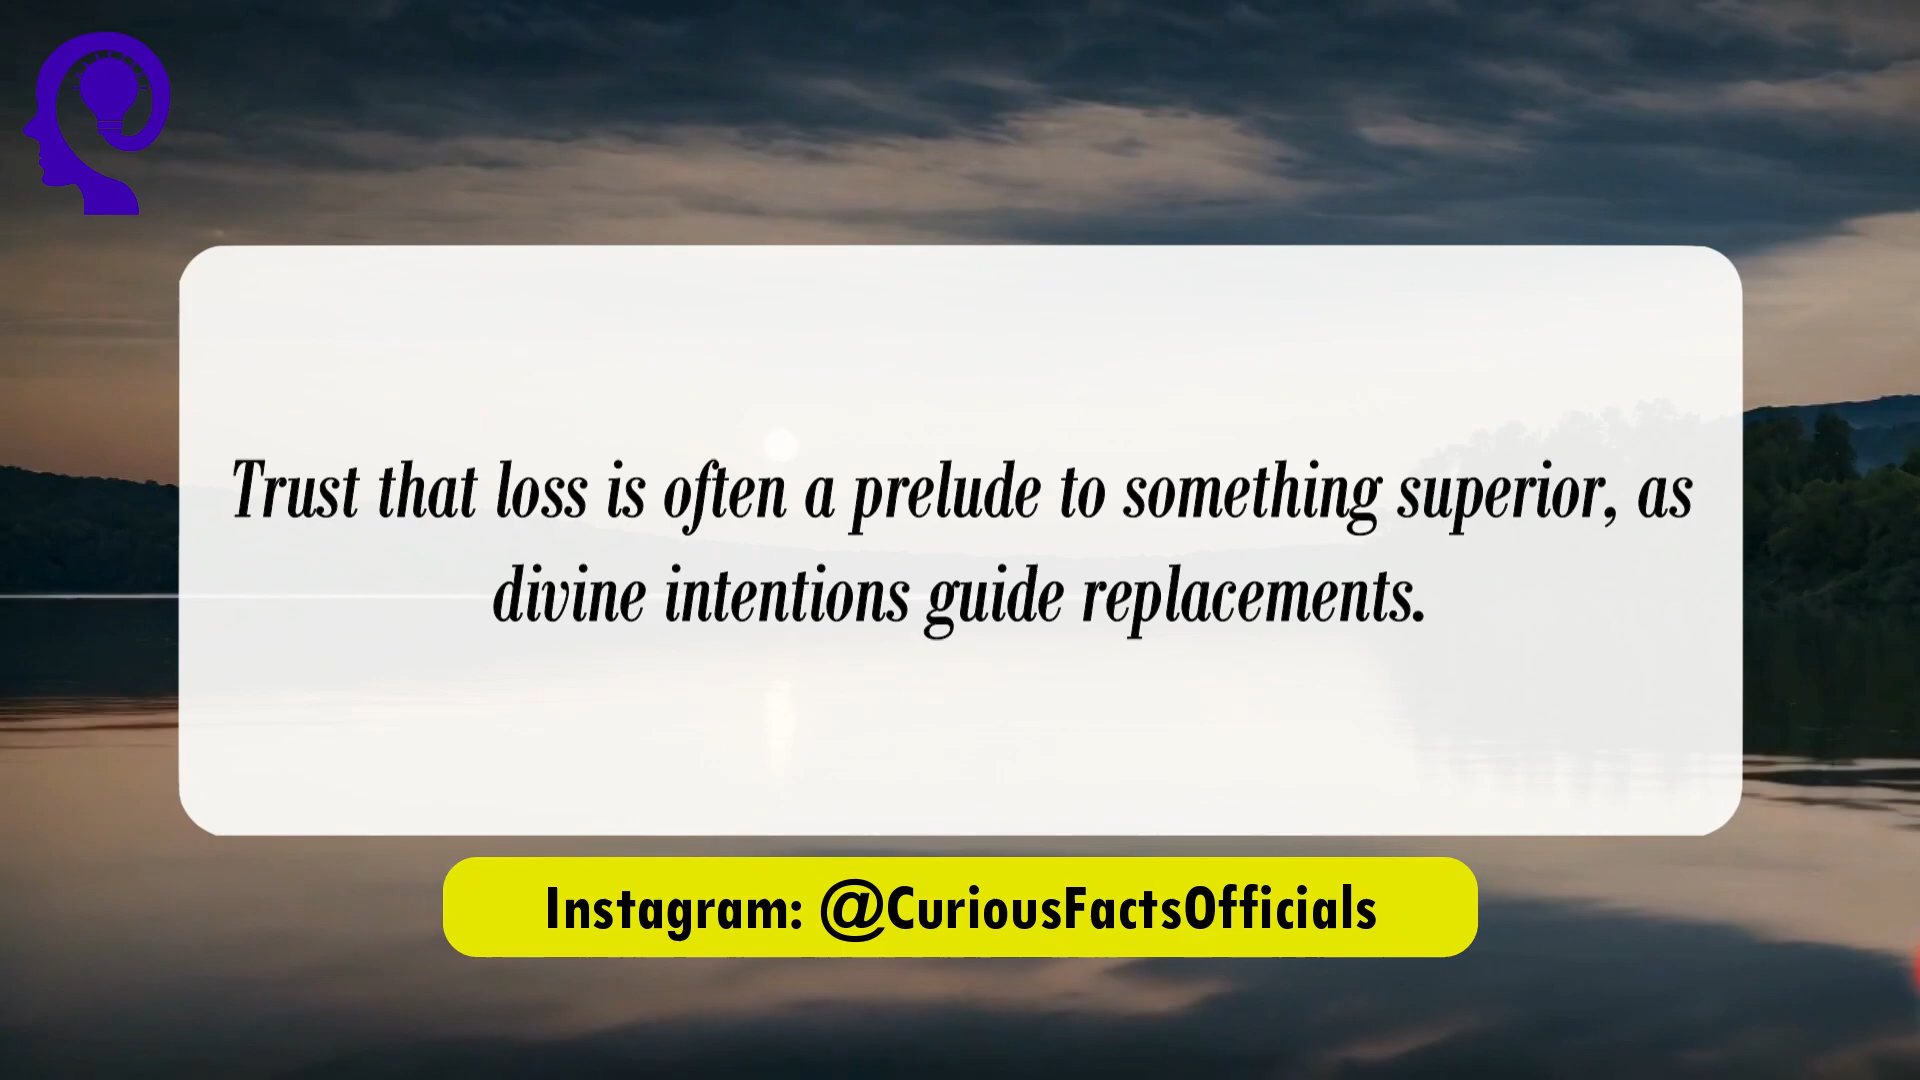 Trust that loss is often a prelude to something superior, as
divine intentions guide replacements.
Instagram: @CuriousFactsOfficials